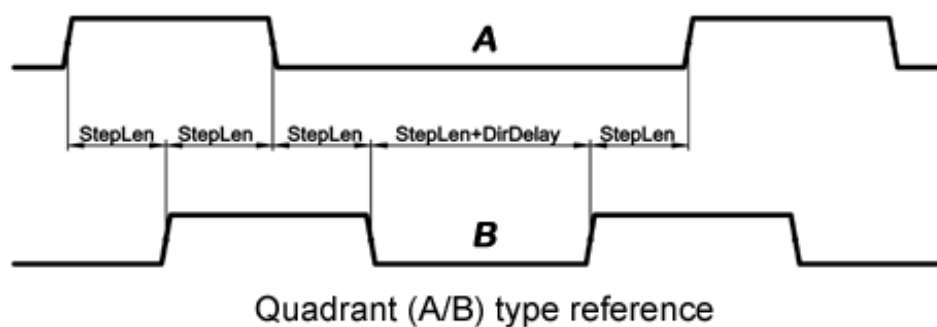 A
StepLen StepLen StepLen StepLen+DirDelay StepLen
B
Quadrant (A/B) type reference